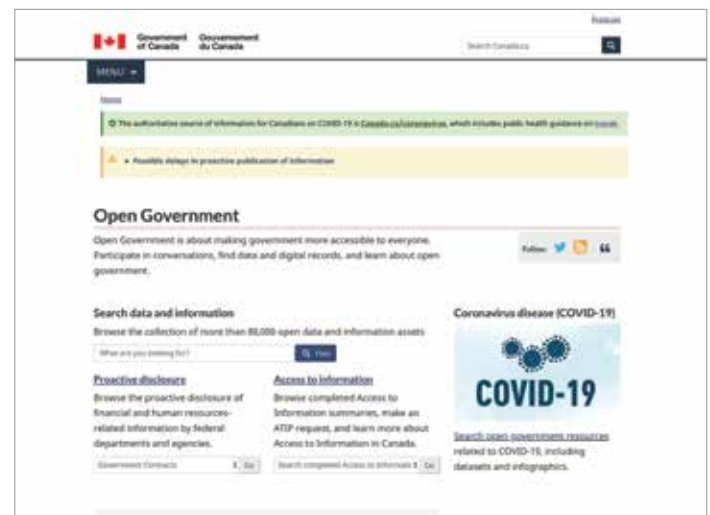 Français
Government of Canada
Gouvernement du Canada
Search Canada.ca
MENU
Home
The authoritative source of information for Canadians on COVID-19 is Canada.ca/coronavirus, which includes public health guidance on travel.
Possible delays in proactive publication of information
Open Government
Open Government is about making government more accessible to everyone.
Participate in conversations, find data and digital records, and learn about open
government.
Follow:
Search data and information
Browse the collection of more than 88,000 open data and information assets
What are you looking for?
Find
Proactive disclosure
Browse the proactive disclosure of
financial and human resources-
related information by federal
departments and agencies.
Government Contracts
Go
Access to information
Browse completed Access to
Information summaries, make an
ATIP request, and learn more about
Access to Information in Canada.
Search completed Access to Informati
Go
Coronavirus disease (COVID-19)
COVID-19
Search open government resources
related to COVID-19, including
datasets and infographics.